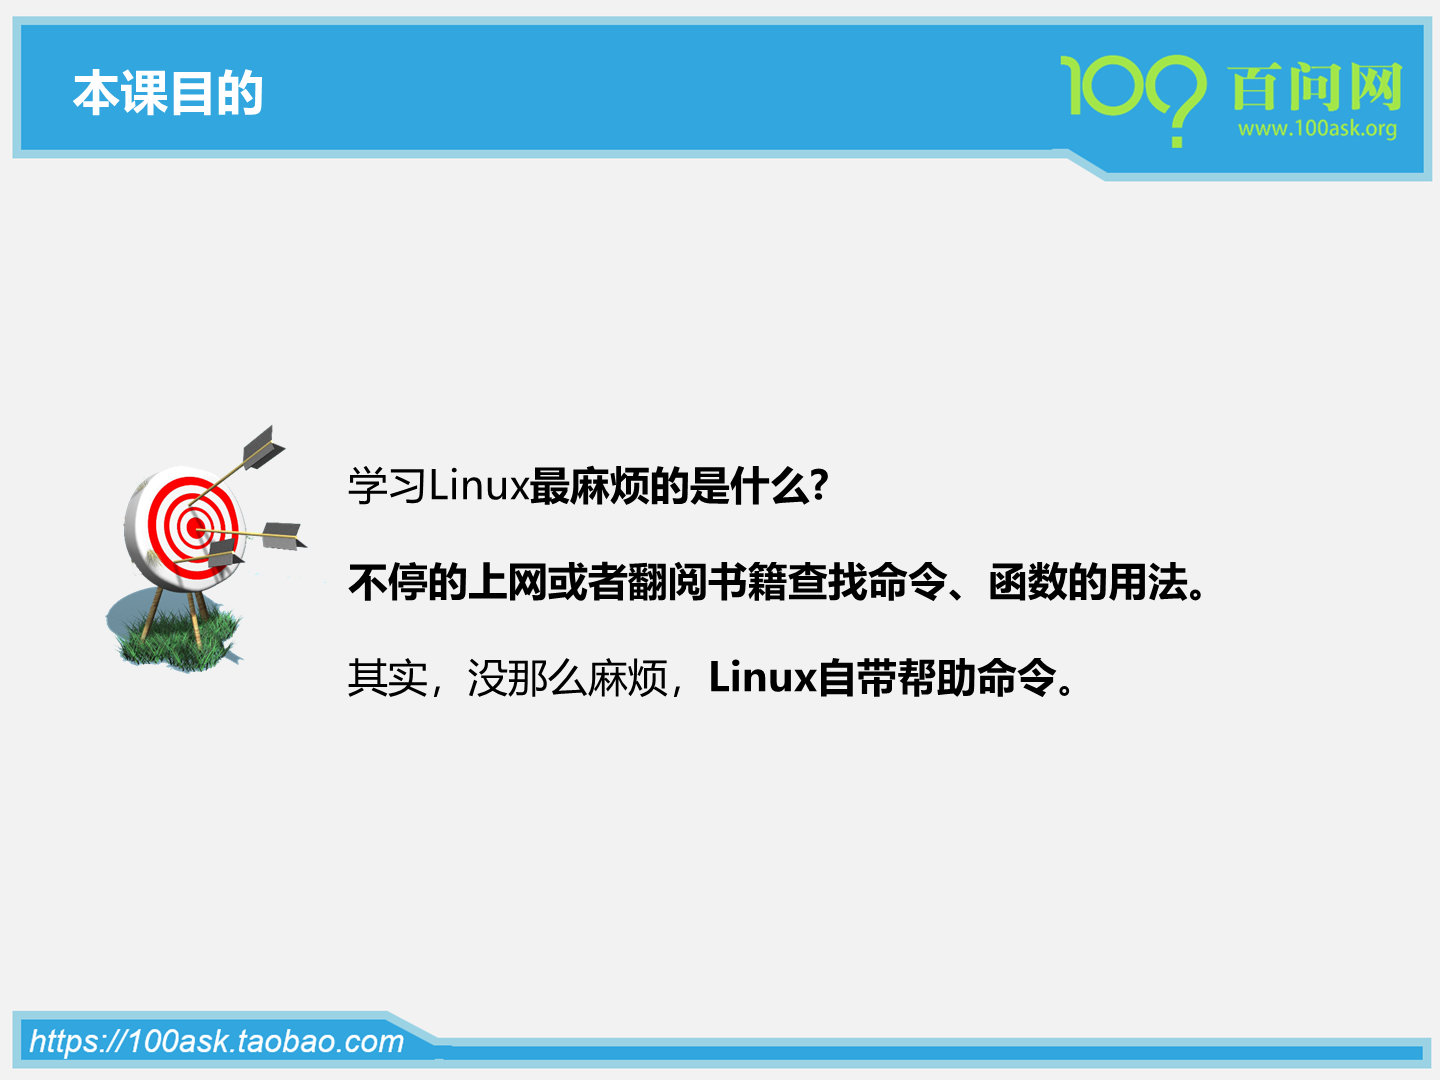 本课目的
100?
百问网
www.100ask.org
学习Linux最麻烦的是什么?
不停的上网或者翻阅书籍查找命令、函数的用法。
其实，没那么麻烦，Linux自带帮助命令。
https://100ask.taobao.com